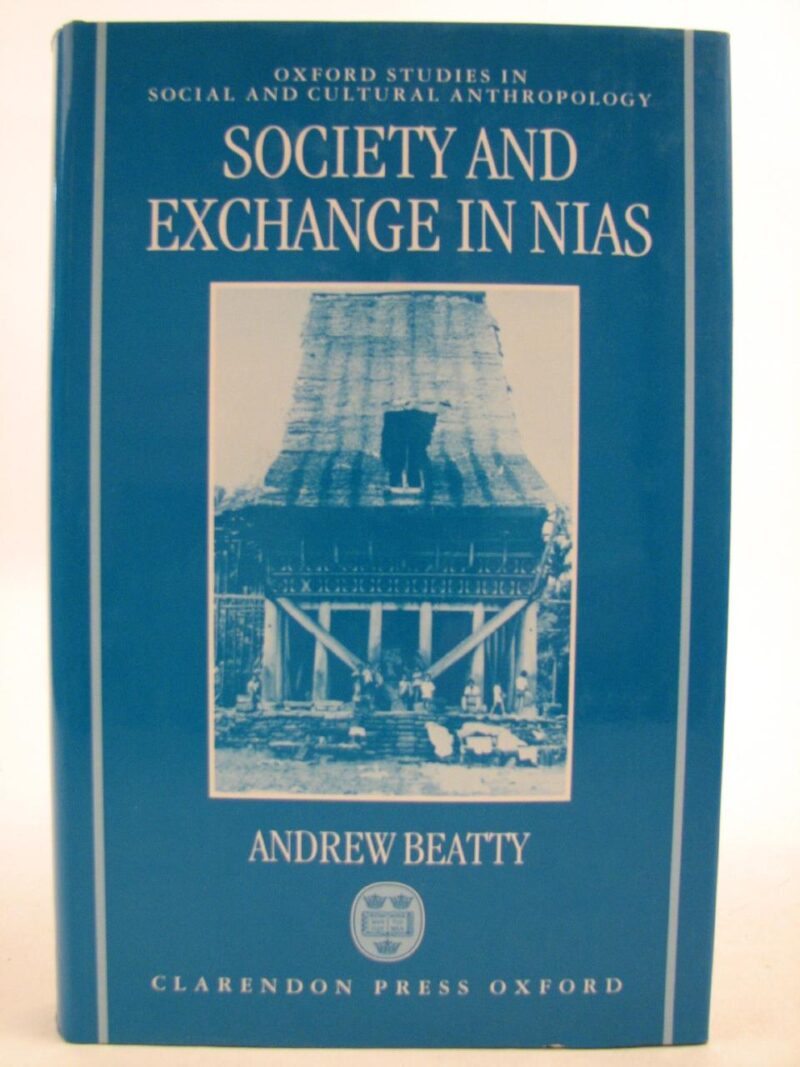 OXFORD STUDIES IN
SOCIAL AND CULTURAL ANTHROPOLOGY
SOCIETY AND
EXCHANGE IN NIAS
ANDREW BEATTY
CLARENDON PRESS OXFORD